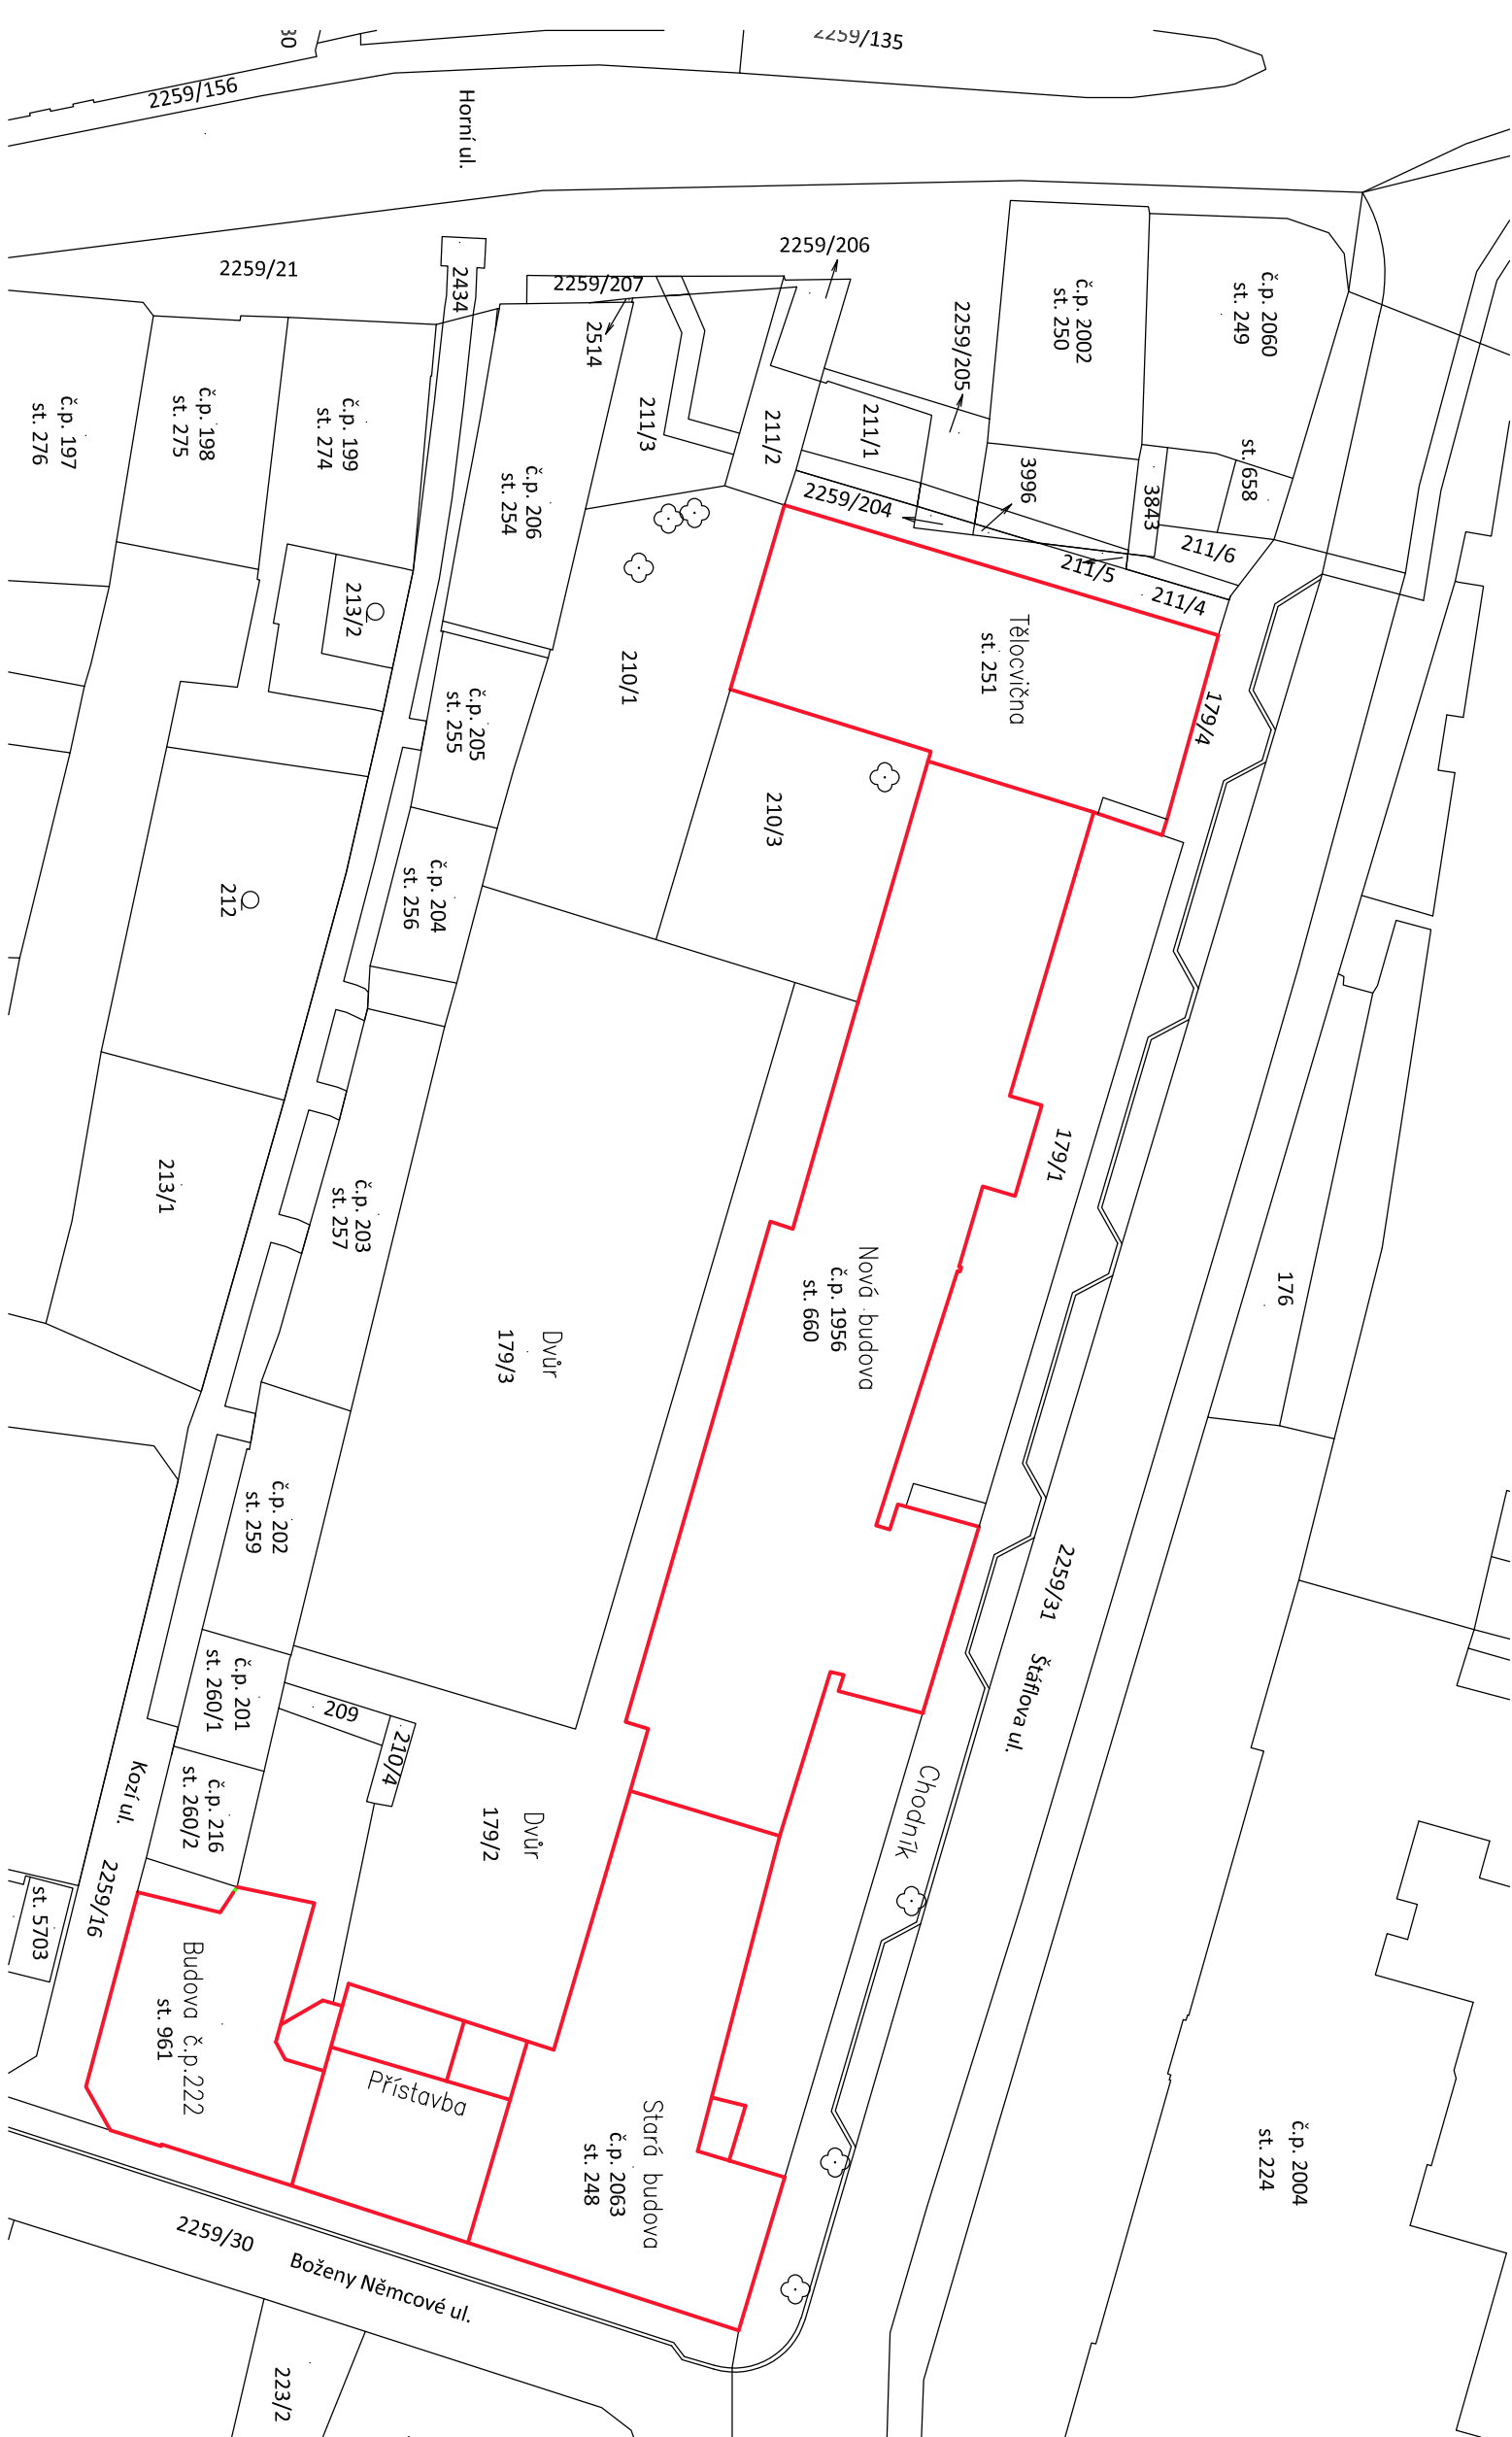 30
2259/135
2259/156
Horní ul.
2259/21
2434
2259/207
2259/206
2514
2259/205
č.p. 2002
st. 250
č.p. 2060
st. 249
č.p. 197
st. 276
č.p. 198
st. 275
č.p. 199
st. 274
č.p. 206
st. 254
211/3
211/2
211/1
2259/204
3996
3843
st. 658
211/6
211/5
211/4
213/2
č.p. 205
st. 255
210/1
Tělocvična
st. 251
179/4
210/3
212
č.p. 204
st. 256
213/1
č.p. 203
st. 257
179/1
176
Nová budova
č.p. 1956
st. 660
Dvůr
179/3
č.p. 202
st. 259
2259/31
Štáflova ul.
č.p. 201
st. 260/1
209
210/4
Kozí ul.
č.p. 216
st. 260/2
Dvůr
179/2
Chodník
2259/16
st. 5703
Budova č.p.222
st. 961
Přístavba
Stará budova
č.p. 2063
st. 248
č.p. 2004
st. 224
2259/30
Boženy Němcové ul.
223/2